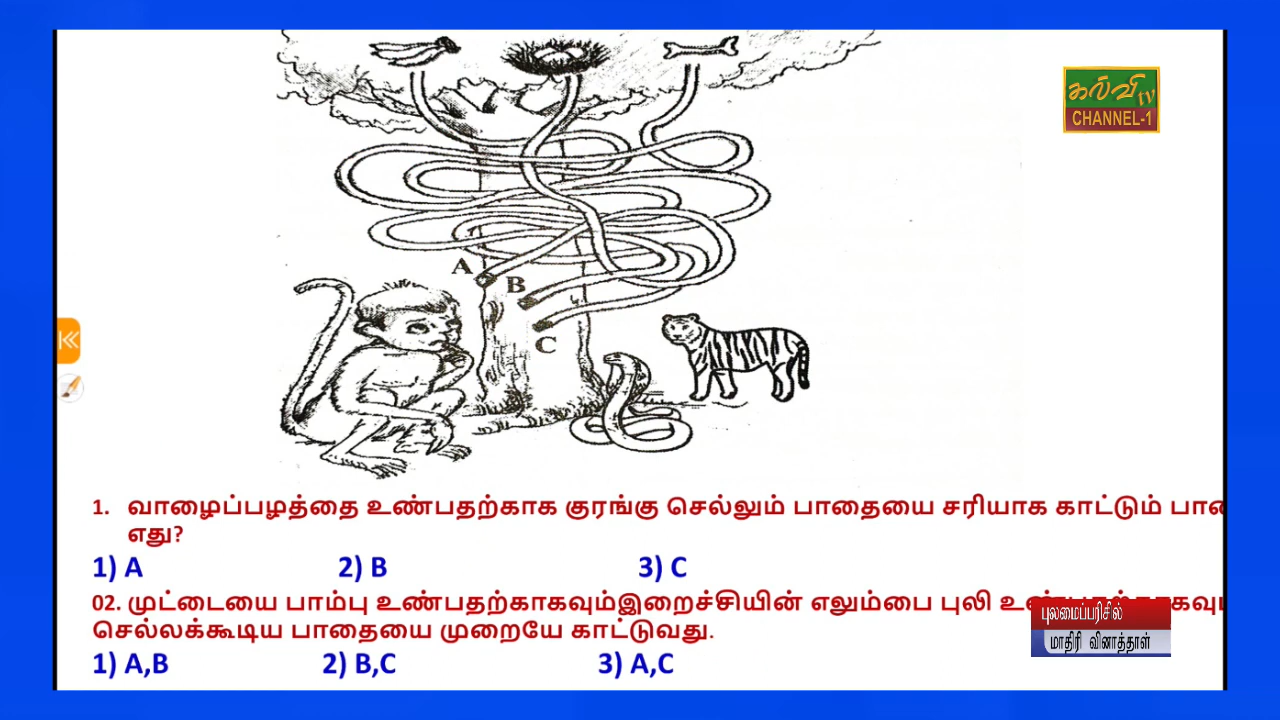 கல்வி tv
CHANNEL-1
A
B
C
1. வாழைப்பழத்தை உண்பதற்காக குரங்கு செல்லும் பாதையை சரியாக காட்டும்
எது?
1) A 2) B 3) C
02. முட்டையை பாம்பு உண்பதற்காகவும்இறைச்சியின் எலும்பை புலி
செல்லக்கூடிய பாதையை முறையே காட்டுவது.
1) A,B 2) B,C 3) A,C
புலமைப்பரிசில்
மாதிரி வினாத்தாள்